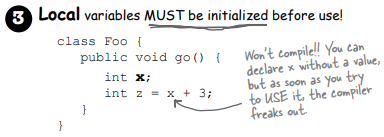 3 Local variables MUST be initialized before use!
class Foo {
public void go() {
int x;
int z = x + 3;
}
}
Won't compile!! You can
declare x without a value,
but as soon as you try
to USE it, the compiler
freaks out.